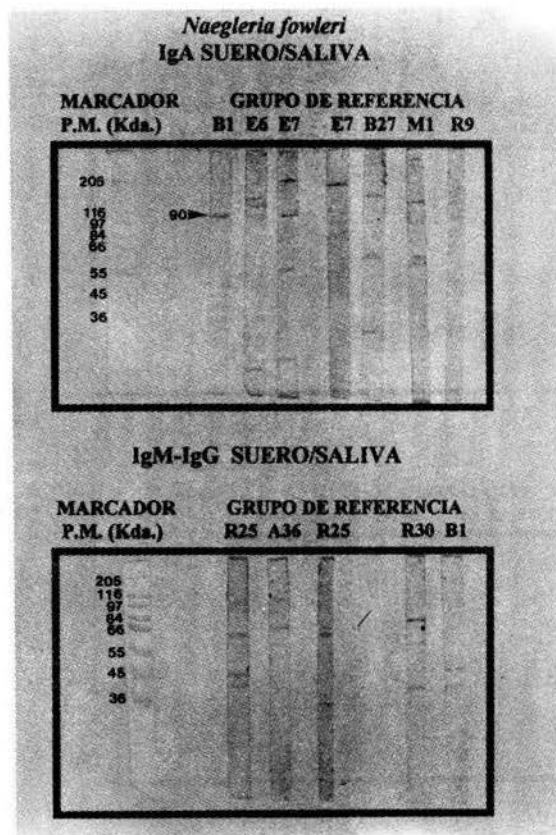 Naegleria fowleri
IgA SUERO/SALIVA
MARCADOR GRUPO DE REFERENCIA
P.M. (Kda.) B1 E6 E7 E7 B27 M1 R9
205
116
90
97
84
66
55
45
36
IgM-IgG SUERO/SALIVA
MARCADOR GRUPO DE REFERENCIA
P.M. (Kda.) R25 A36 R25 R30 B1
205
116
97
84
66
55
45
36